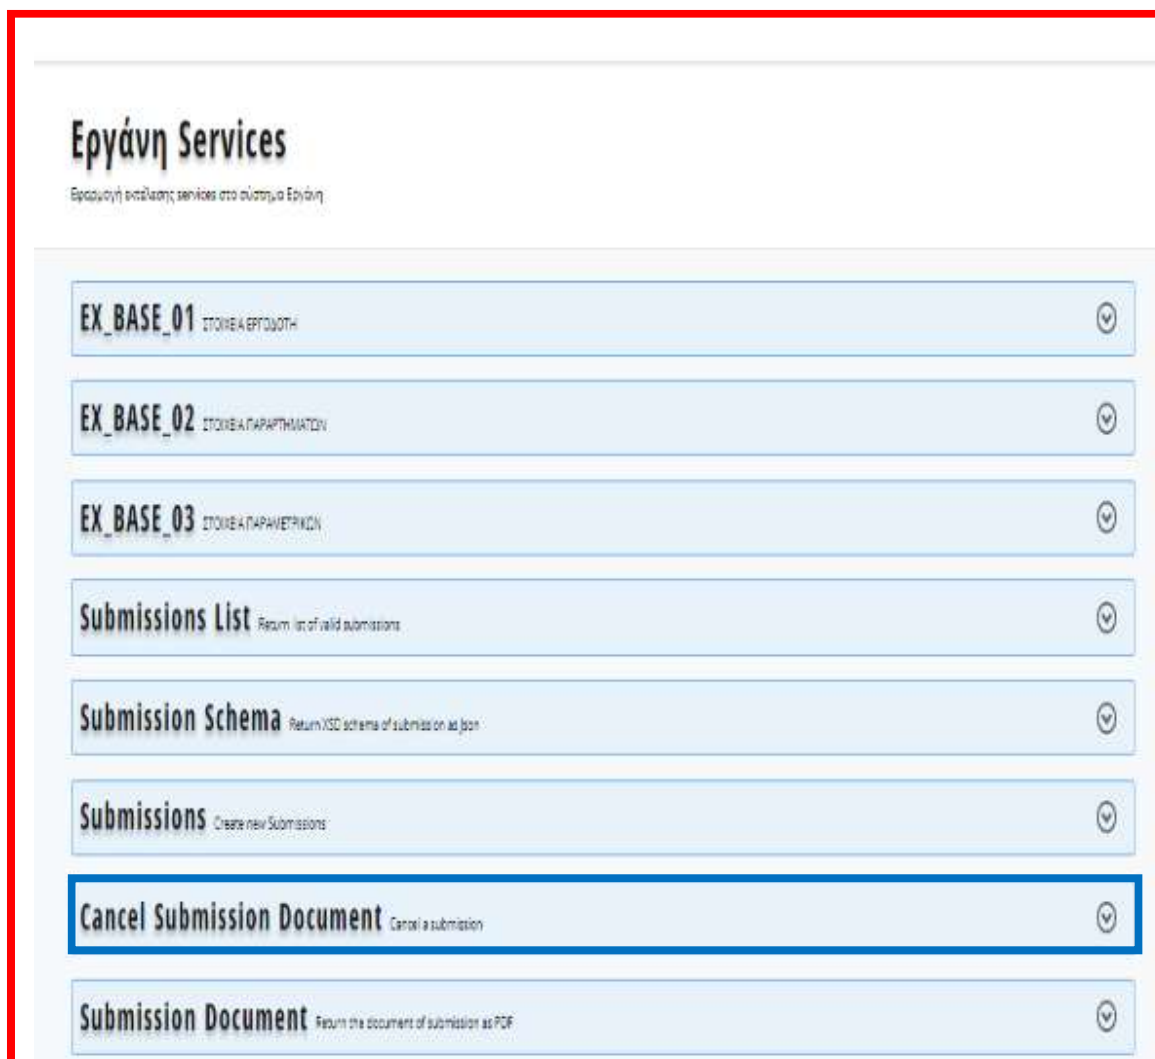 Εργάνη Services
Εφαρμογή εκτέλεσης services στο σύστημα Εργάνη
EX_BASE_01 ΣΤΟΙΧΕΙΑ ΕΡΓΟΔΟΤΗ
EX_BASE_02 ΣΤΟΙΧΕΙΑ ΠΑΡΑΡΤΗΜΑΤΩΝ
EX_BASE_03 ΣΤΟΙΧΕΙΑ ΠΑΡΑΜΕΤΡΙΚΩΝ
Submissions List Return list of valid submissions
Submission Schema Return XSD schema of submission as Json
Submissions Create new Submissions
Cancel Submission Document Cancel a submission
Submission Document Return the document of submission as PDF